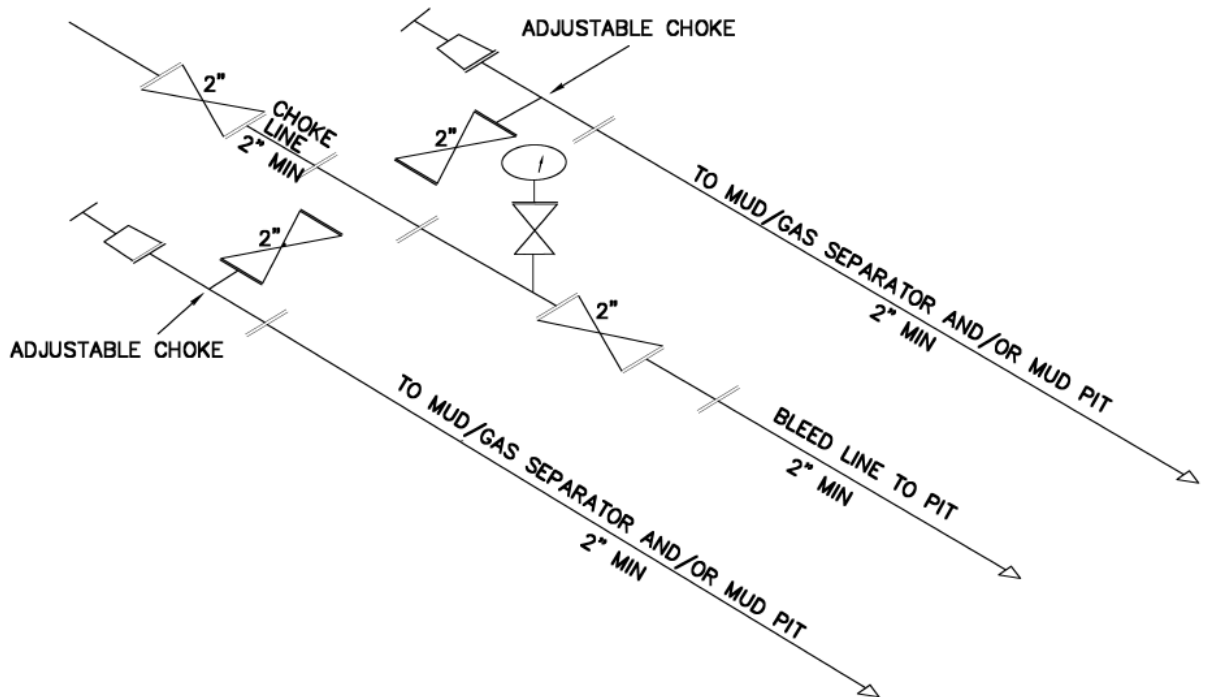 ADJUSTABLE CHOKE
2"
CHOKE
LINE
2" MIN
2"
2"
ADJUSTABLE CHOKE
TO MUD/GAS SEPARATOR AND/OR MUD PIT
2" MIN
2"
BLEED LINE TO PIT
2" MIN
TO MUD/GAS SEPARATOR AND/OR MUD PIT
2" MIN